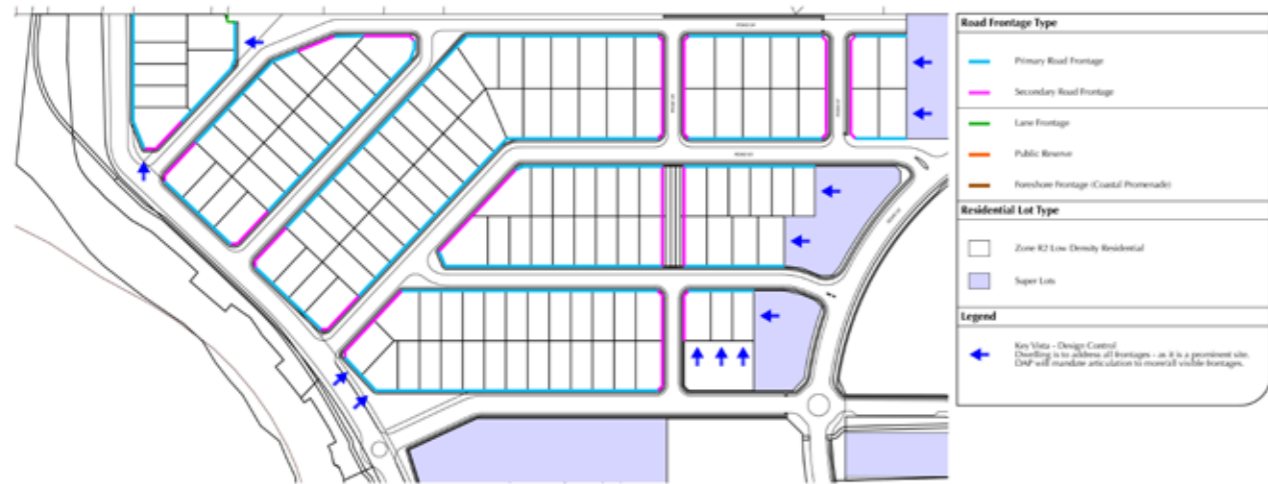 Road Frontage Type
Primary Road Frontage
Secondary Road Frontage
Lane Frontage
Public Reserve
Foreshore Frontage (Coastal Promenade)
Residential Lot Type
Zone R2 Low Density Residential
Super Lots
Legend
Key Vista - Design Control
Dwelling is to address all frontages - as it is a prominent site.
DAP will mandate articulation to more/all visible frontages.